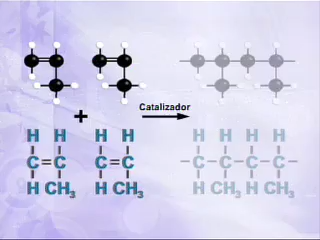 Catalizador
+
H H H H H H H H
C=C C=C -C-C-C-C-
H CH₃ H CH₃ H CH₃ H CH₃